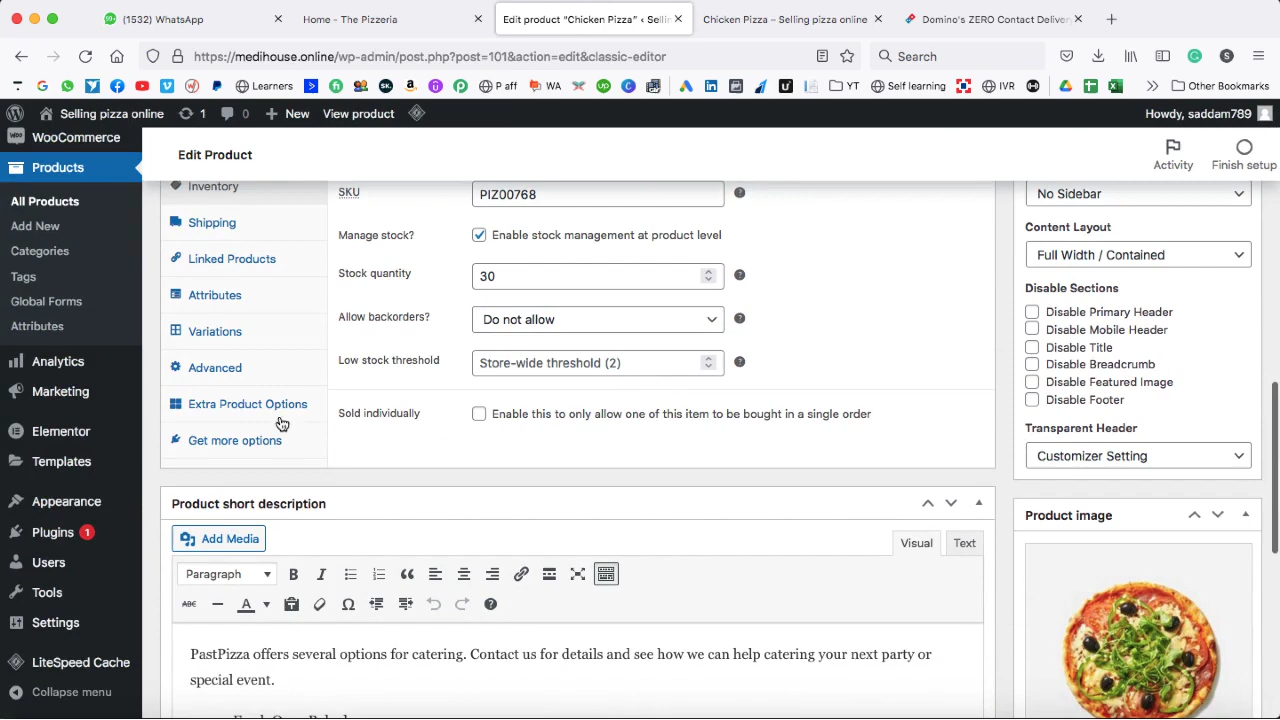 (1532) WhatsApp
Home - The Pizzeria
Edit product "Chicken Pizza" ‹ Sellin
Chicken Pizza – Selling pizza online
Domino's ZERO Contact Delivery
https://medihouse.online/wp-admin/post.php?post=101&action=edit&classic-editor
Search
Learners
P aff
WA
YT
Self learning
IVR
Other Bookmarks
Selling pizza online
1
0
New
View product
Howdy, saddam789
WooCommerce
Products
All Products
Add New
Categories
Tags
Global Forms
Attributes
Analytics
Marketing
Elementor
Templates
Appearance
Plugins 1
Users
Tools
Settings
LiteSpeed Cache
Collapse menu
Edit Product
Activity
Finish setup
Inventory
Shipping
Linked Products
Attributes
Variations
Advanced
Extra Product Options
Get more options
SKU
PIZ00768
Manage stock?
Enable stock management at product level
Stock quantity
30
Allow backorders?
Do not allow
Low stock threshold
Store-wide threshold (2)
Sold individually
Enable this to only allow one of this item to be bought in a single order
Product short description
Add Media
Visual
Text
Paragraph
PastPizza offers several options for catering. Contact us for details and see how we can help catering your next party or
special event.
No Sidebar
Content Layout
Full Width / Contained
Disable Sections
Disable Primary Header
Disable Mobile Header
Disable Title
Disable Breadcrumb
Disable Featured Image
Disable Footer
Transparent Header
Customizer Setting
Product image